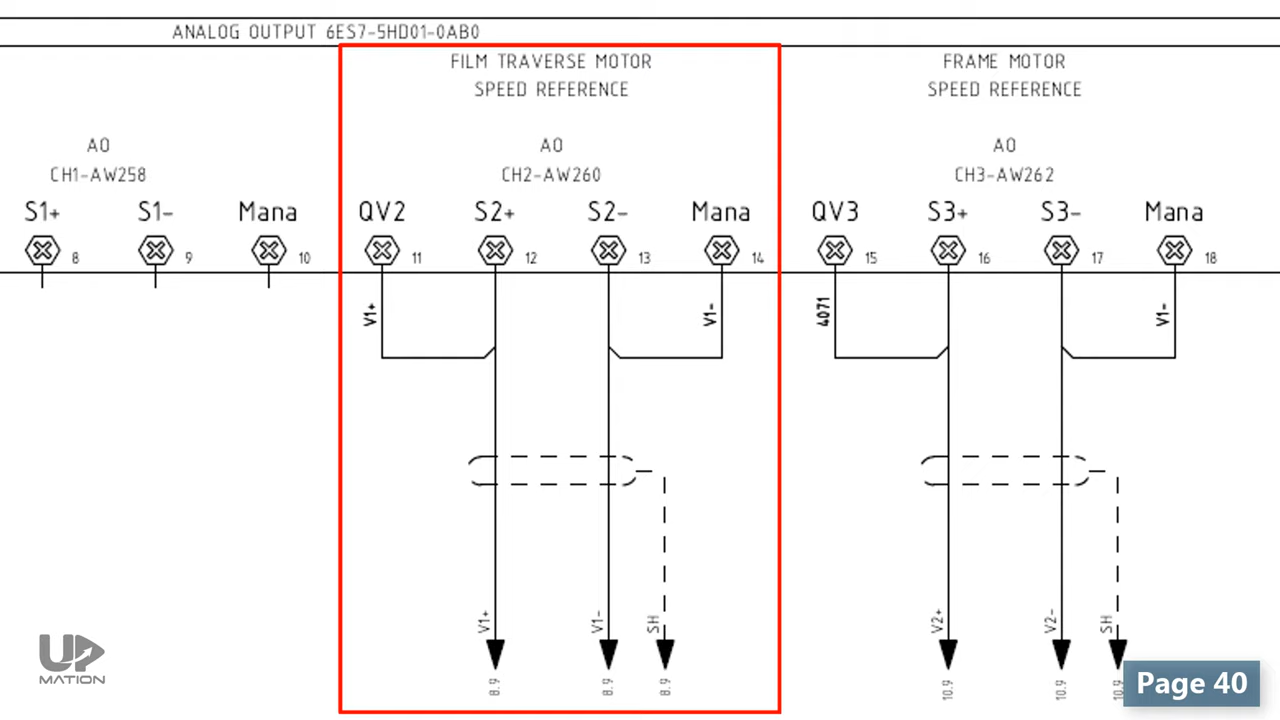 ANALOG OUTPUT 6ES7-5HD01-0AB0
FILM TRAVERSE MOTOR
SPEED REFERENCE
FRAME MOTOR
SPEED REFERENCE
AO
CH1-AW258
AO
CH2-AW260
AO
CH3-AW262
S1+ S1- Mana QV2 S2+ S2- Mana QV3 S3+ S3- Mana
8 9 10 11 12 13 14 15 16 17 18
V1+ V1- 4071 V1-
V1+ V1- SH V2+ V2- SH
8.9 8.9 8.9 10.9 10.9 10.9
UP
MATION
Page 40